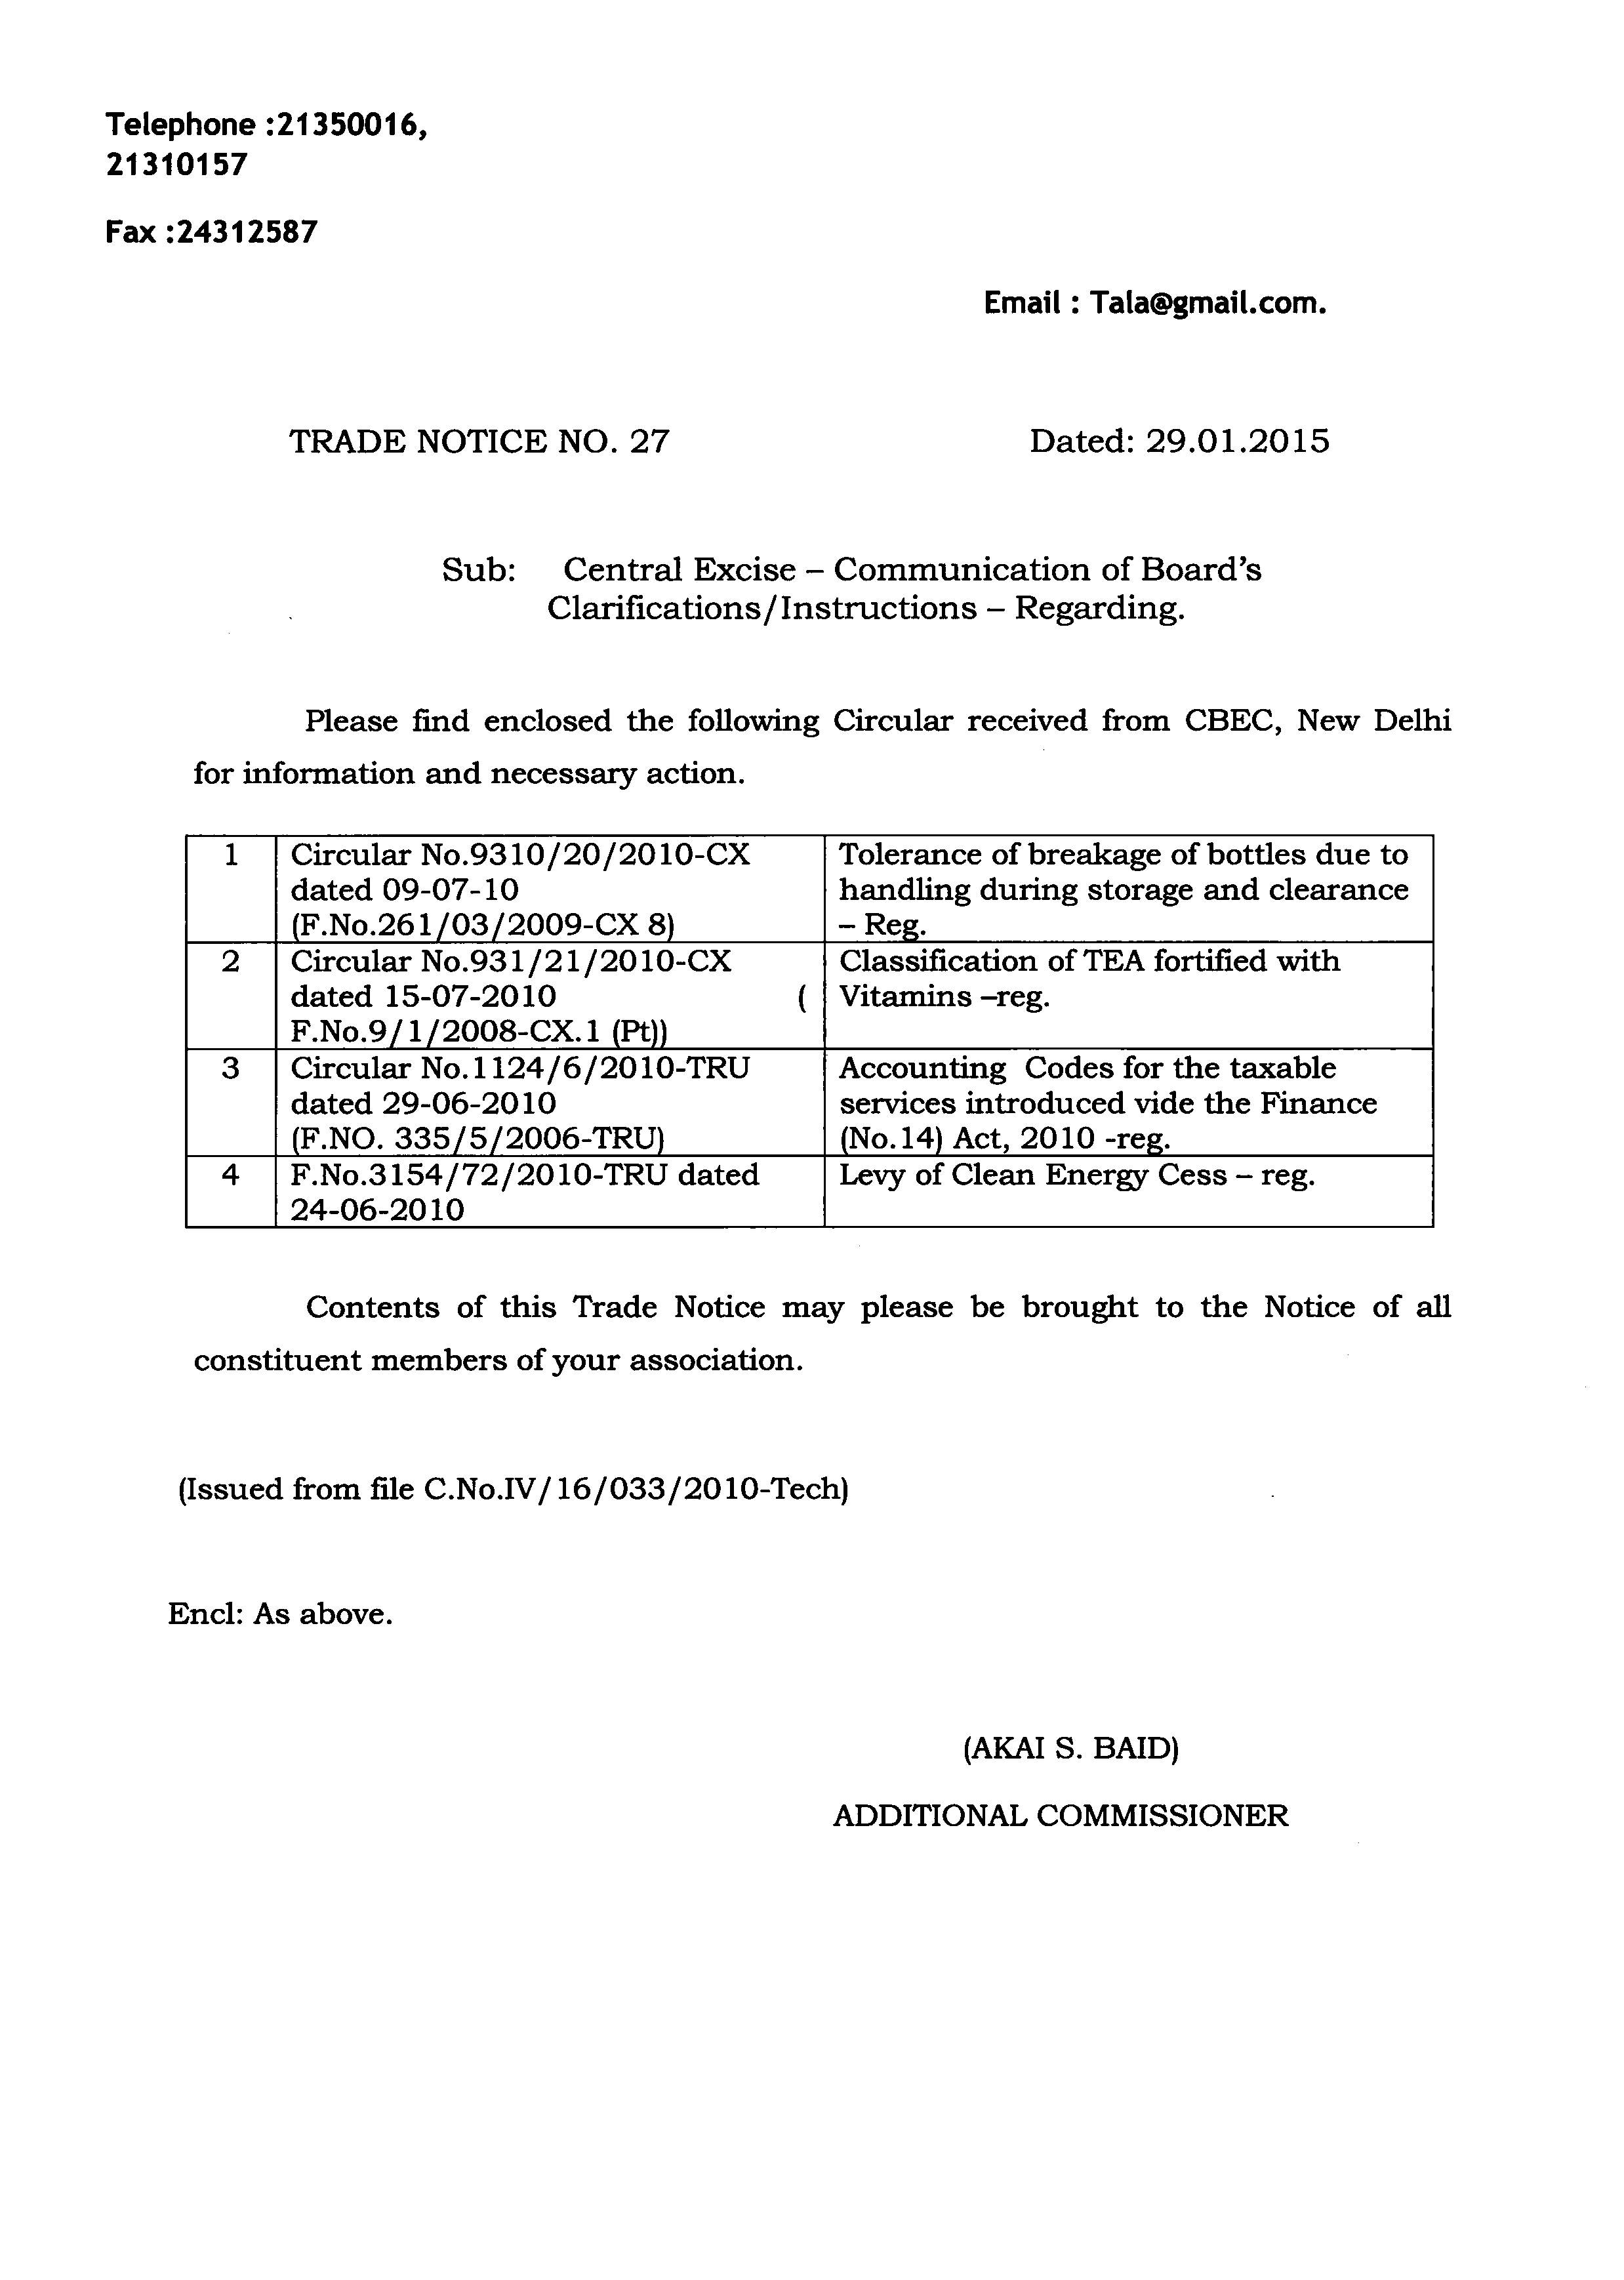 Telephone :21350016,
21310157
Fax :24312587
Email : Tala@gmail.com.
TRADE NOTICE NO. 27 Dated: 29.01.2015
Sub: Central Excise – Communication of Board's
Clarifications/Instructions – Regarding.
Please find enclosed the following Circular received from CBEC, New Delhi
for information and necessary action.
1
Circular No.9310/20/2010-CX
dated 09-07-10
(F.No.261/03/2009-CX 8)
Tolerance of breakage of bottles due to
handling during storage and clearance
– Reg.
2
Circular No.931/21/2010-CX
dated 15-07-2010 (
F.No.9/1/2008-CX.1 (Pt))
Classification of TEA fortified with
Vitamins –reg.
3
Circular No.1124/6/2010-TRU
dated 29-06-2010
(F.NO. 335/5/2006-TRU)
Accounting Codes for the taxable
services introduced vide the Finance
(No.14) Act, 2010 -reg.
4
F.No.3154/72/2010-TRU dated
24-06-2010
Levy of Clean Energy Cess – reg.
Contents of this Trade Notice may please be brought to the Notice of all
constituent members of your association.
(Issued from file C.No.IV/16/033/2010-Tech)
Encl: As above.
(AKAI S. BAID)
ADDITIONAL COMMISSIONER